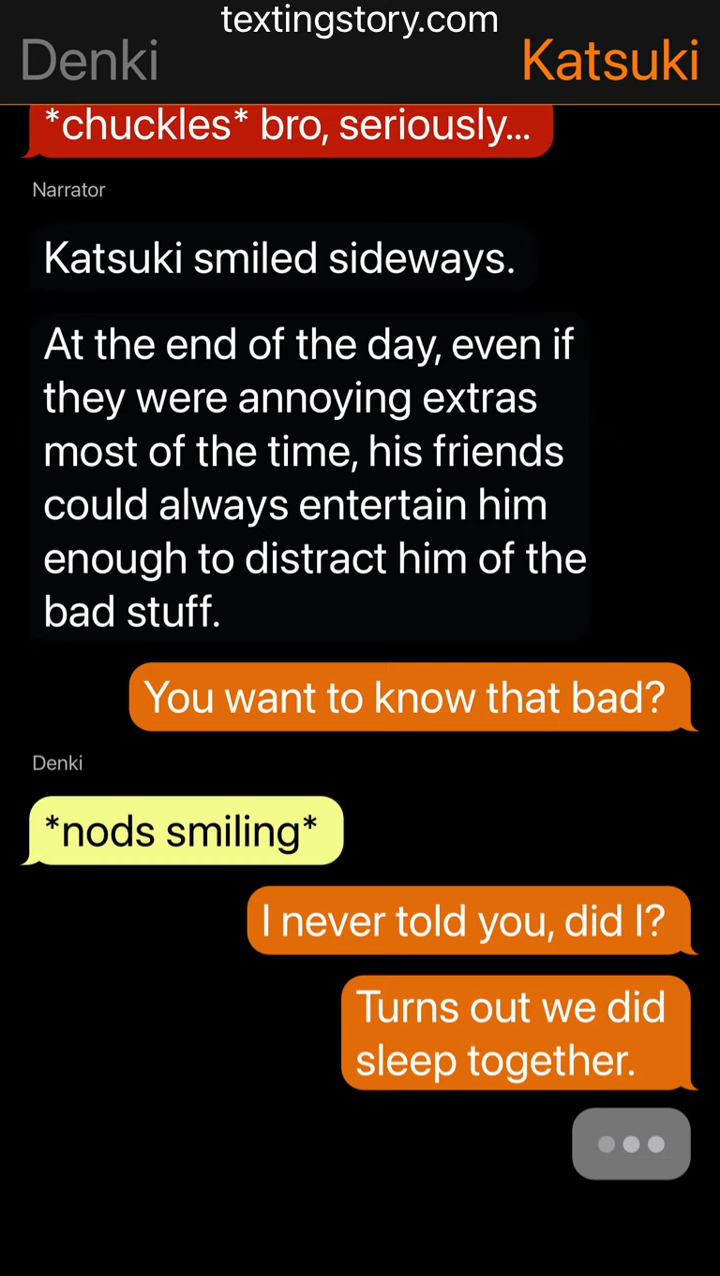 textingstory.com
Denki
Katsuki
*chuckles* bro, seriously...
Narrator
Katsuki smiled sideways.
At the end of the day, even if
they were annoying extras
most of the time, his friends
could always entertain him
enough to distract him of the
bad stuff.
You want to know that bad?
Denki
*nods smiling*
I never told you, did I?
Turns out we did
sleep together.